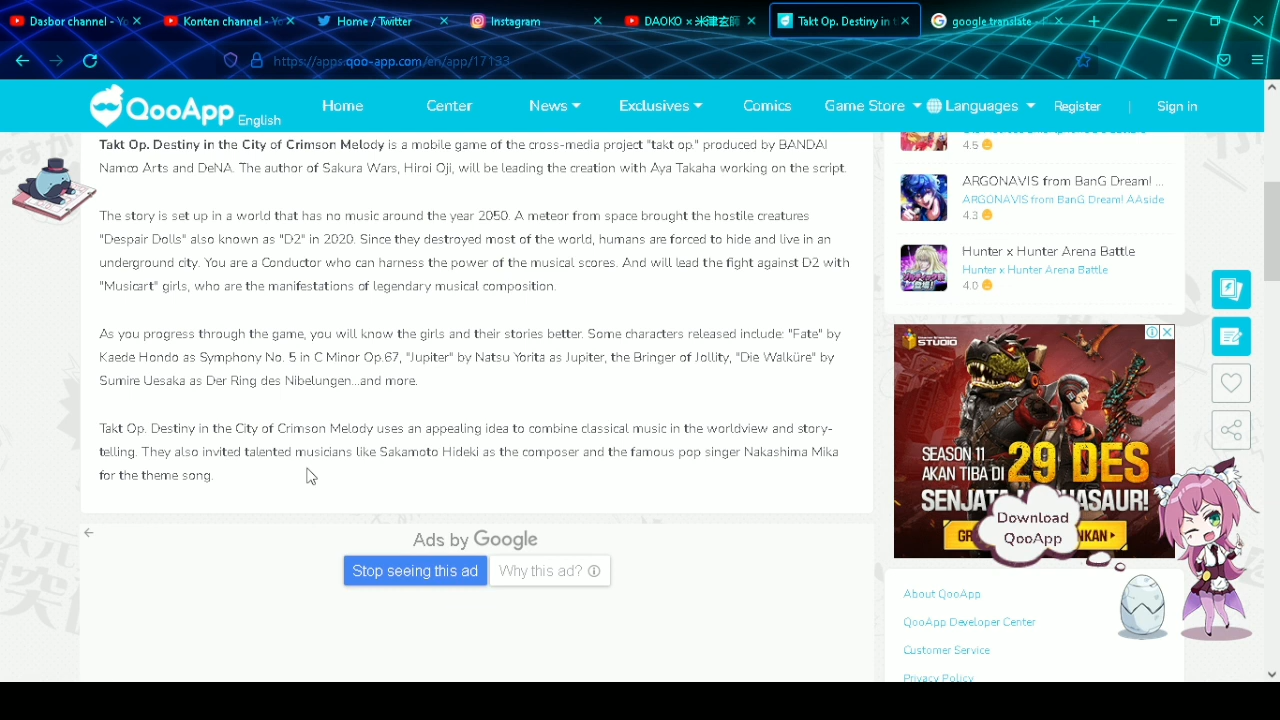 Dasbor channel - Yo
Konten channel - Yo
Home / Twitter
Instagram
DAOKO × 米津玄師
Takt Op. Destiny in t
google translate -
https://apps.qoo-app.com/en/app/17133
QooApp English
Home
Center
News
Exclusives
Comics
Game Store
Languages
Register
|
Sign in
Takt Op. Destiny in the City of Crimson Melody is a mobile game of the cross-media project "takt op." produced by BANDAI
Namco Arts and DeNA. The author of Sakura Wars, Hiroi Oji, will be leading the creation with Aya Takaha working on the script.
The story is set up in a world that has no music around the year 2050. A meteor from space brought the hostile creatures
"Despair Dolls" also known as "D2" in 2020. Since they destroyed most of the world, humans are forced to hide and live in an
underground city. You are a Conductor who can harness the power of the musical scores. And will lead the fight against D2 with
"Musicart" girls, who are the manifestations of legendary musical composition.
As you progress through the game, you will know the girls and their stories better. Some characters released include: "Fate" by
Kaede Hondo as Symphony No. 5 in C Minor Op.67, "Jupiter" by Natsu Yorita as Jupiter, the Bringer of Jollity, "Die Walküre" by
Sumire Uesaka as Der Ring des Nibelungen...and more.
Takt Op. Destiny in the City of Crimson Melody uses an appealing idea to combine classical music in the worldview and story-
telling. They also invited talented musicians like Sakamoto Hideki as the composer and the famous pop singer Nakashima Mika
for the theme song.
Ads by Google
Stop seeing this ad
Why this ad?
4.5
ARGONAVIS from BanG Dream! ...
ARGONAVIS from BanG Dream! AAside
4.3
Hunter x Hunter Arena Battle
Hunter x Hunter Arena Battle
4.0
STUDIO
SEASON 11
AKAN TIBA DI 29 DES
Download
QooApp
About QooApp
QooApp Developer Center
Customer Service
Privacy Policy